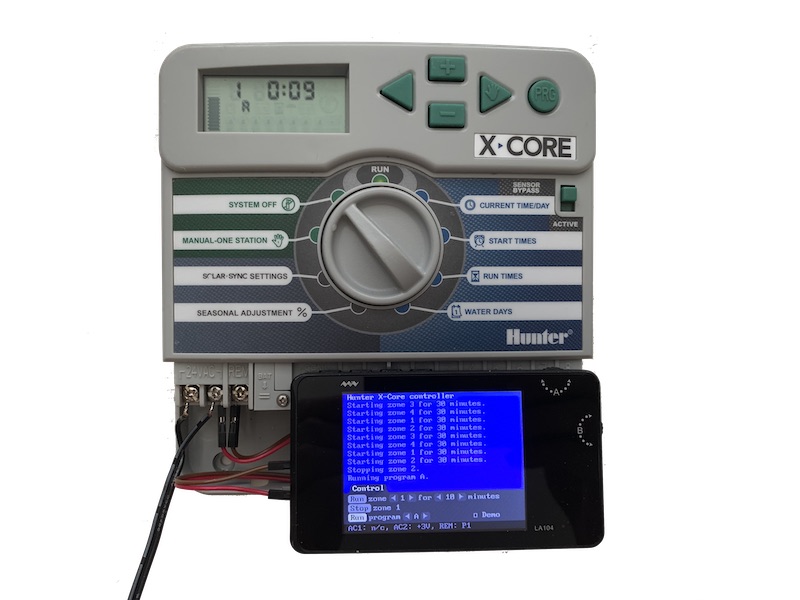 1 0:09
A
PRG
X-CORE
RUN
SENSOR
BYPASS
SYSTEM OFF
CURRENT TIME/DAY
ACTIVE
MANUAL-ONE STATION
START TIMES
SOLAR-SYNC SETTINGS
RUN TIMES
SEASONAL ADJUSTMENT %
WATER DAYS
Hunter®
REM
A
B
Hunter X-Core controller
Starting zone 3 for 30 minutes.
Starting zone 4 for 30 minutes.
Starting zone 1 for 30 minutes.
Starting zone 2 for 30 minutes.
Starting zone 3 for 30 minutes.
Starting zone 4 for 30 minutes.
Starting zone 1 for 30 minutes.
Starting zone 2 for 30 minutes.
Stopping zone 2.
Running program A.
Control
Run zone 1 for 10 minutes
Stop zone 1
Run program A Demo
AC1: n/c, AC2: +3V, REM: P1
LA104